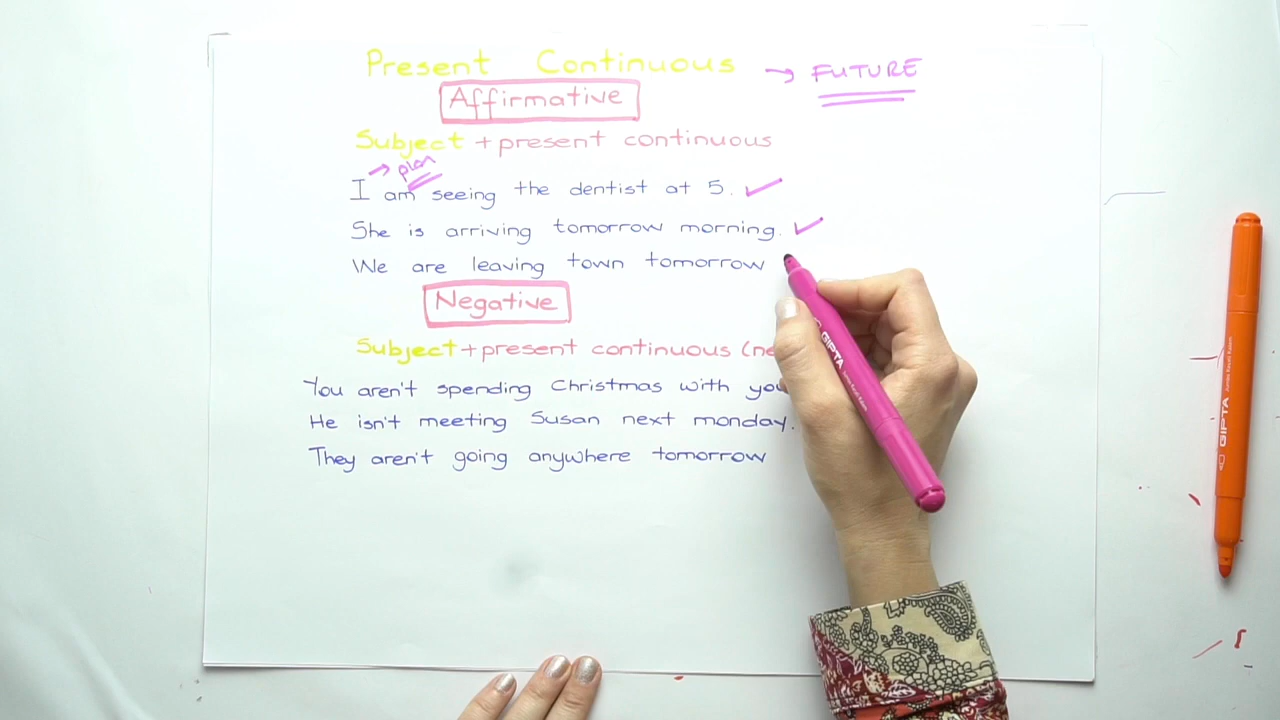 Present Continuous → FUTURE
Affirmative
Subject + present continuous
→ plan
I am seeing the dentist at 5.
She is arriving tomorrow morning.
We are leaving town tomorrow
Negative
Subject + present continuous
You aren't spending Christmas with
He isn't meeting Susan next monday.
They aren't going anywhere tomorrow
GIPTA
GIPTA